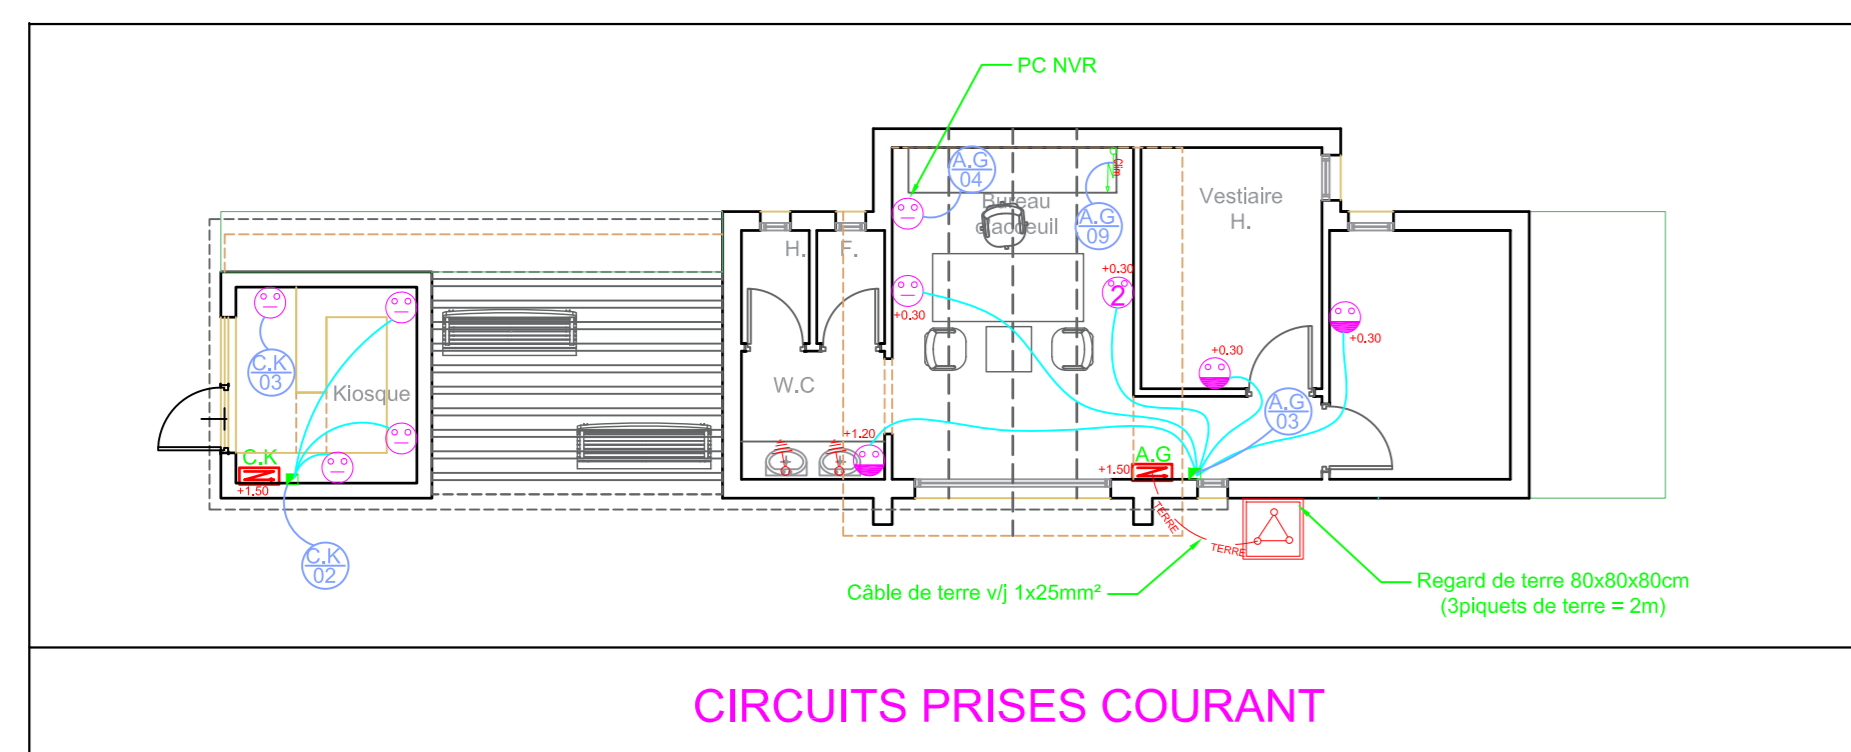 PC NVR
A.G
04
Bureau
d'accueil
A.G
09
Vestiaire
H.
H.
F.
+0.30
+0.30
2
+0.30
+0.30
C.K
03
Kiosque
W.C
A.G
03
+1.20
C.K
+1.50
A.G
+1.50
TERRE
TERRE
C.K
02
Câble de terre v/j 1x25mm²
Regard de terre 80x80x80cm
(3piquets de terre = 2m)
CIRCUITS PRISES COURANT